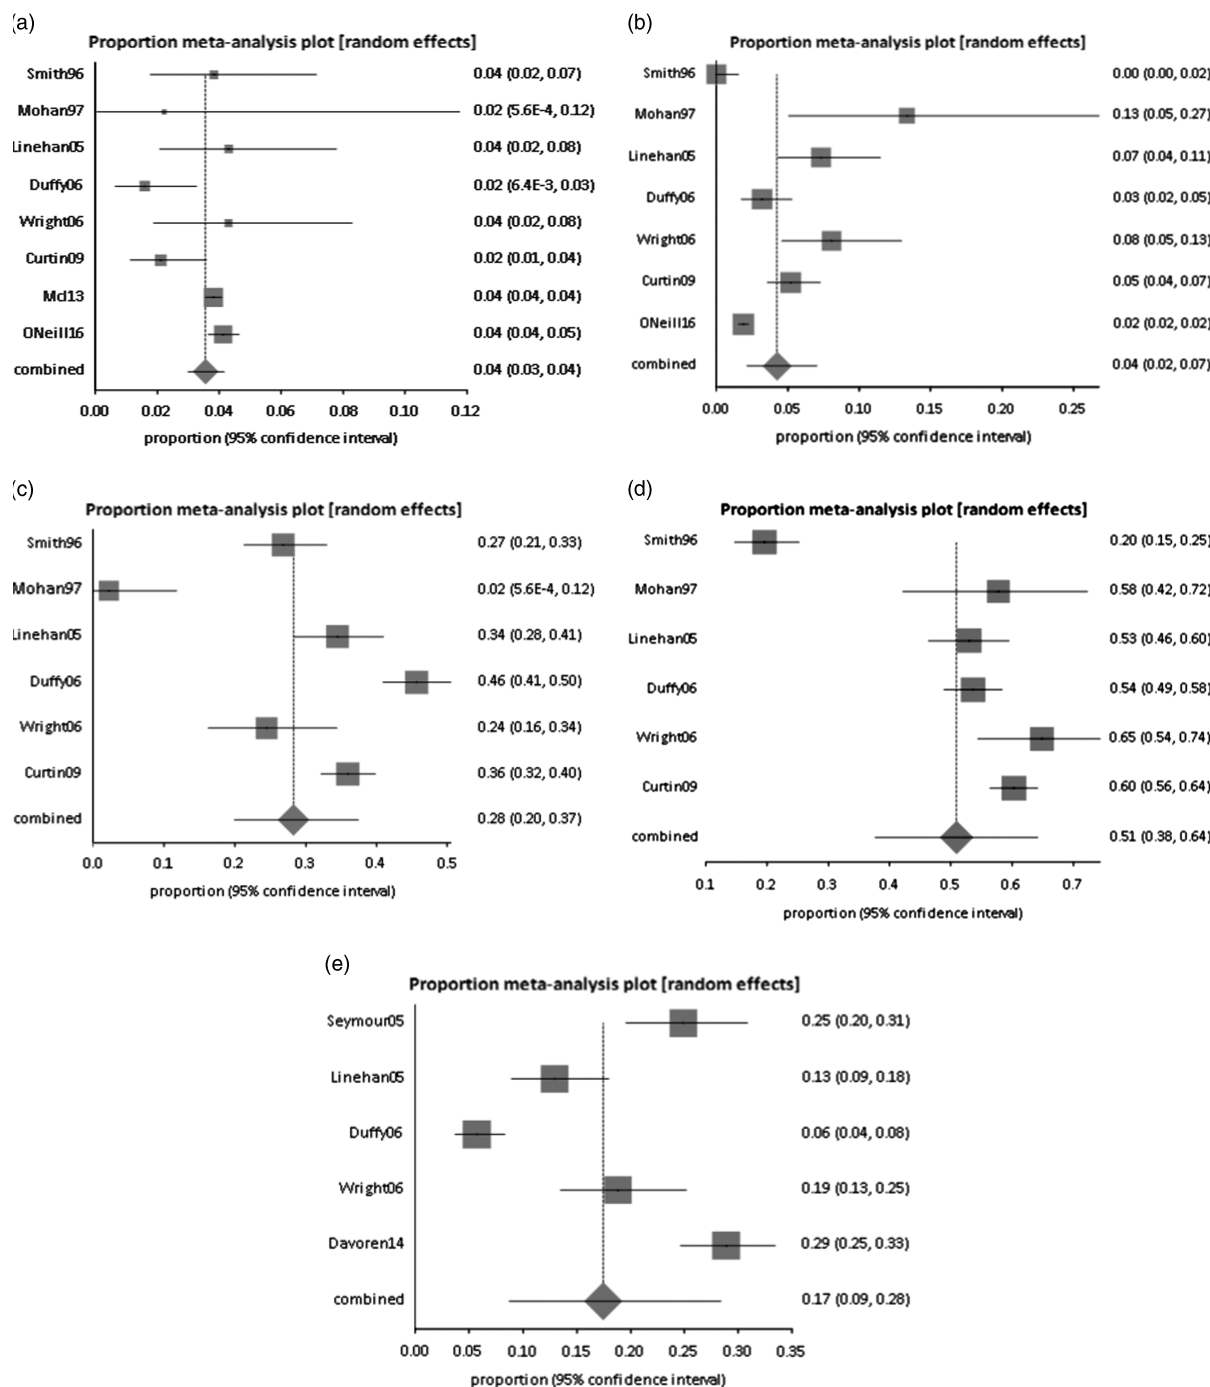 (a)
Proportion meta-analysis plot [random effects]
Smith96 0.04 (0.02, 0.07)
Mohan97 0.02 (5.6E-4, 0.12)
Linehan05 0.04 (0.02, 0.08)
Duffy06 0.02 (6.4E-3, 0.03)
Wright06 0.04 (0.02, 0.08)
Curtin09 0.02 (0.01, 0.04)
McI13 0.04 (0.04, 0.04)
ONeill16 0.04 (0.04, 0.05)
combined 0.04 (0.03, 0.04)
0.00 0.02 0.04 0.06 0.08 0.10 0.12
proportion (95% confidence interval)
(b)
Proportion meta-analysis plot [random effects]
Smith96 0.00 (0.00, 0.02)
Mohan97 0.13 (0.05, 0.27)
Linehan05 0.07 (0.04, 0.11)
Duffy06 0.03 (0.02, 0.05)
Wright06 0.08 (0.05, 0.13)
Curtin09 0.05 (0.04, 0.07)
ONeill16 0.02 (0.02, 0.02)
combined 0.04 (0.02, 0.07)
0.00 0.05 0.10 0.15 0.20 0.25
proportion (95% confidence interval)
(c)
Proportion meta-analysis plot [random effects]
Smith96 0.27 (0.21, 0.33)
Mohan97 0.02 (5.6E-4, 0.12)
Linehan05 0.34 (0.28, 0.41)
Duffy06 0.46 (0.41, 0.50)
Wright06 0.24 (0.16, 0.34)
Curtin09 0.36 (0.32, 0.40)
combined 0.28 (0.20, 0.37)
0.0 0.1 0.2 0.3 0.4 0.5
proportion (95% confidence interval)
(d)
Proportion meta-analysis plot [random effects]
Smith96 0.20 (0.15, 0.25)
Mohan97 0.58 (0.42, 0.72)
Linehan05 0.53 (0.46, 0.60)
Duffy06 0.54 (0.49, 0.58)
Wright06 0.65 (0.54, 0.74)
Curtin09 0.60 (0.56, 0.64)
combined 0.51 (0.38, 0.64)
0.1 0.2 0.3 0.4 0.5 0.6 0.7
proportion (95% confidence interval)
(e)
Proportion meta-analysis plot [random effects]
Seymour05 0.25 (0.20, 0.31)
Linehan05 0.13 (0.09, 0.18)
Duffy06 0.06 (0.04, 0.08)
Wright06 0.19 (0.13, 0.25)
Davoren14 0.29 (0.25, 0.33)
combined 0.17 (0.09, 0.28)
0.00 0.05 0.10 0.15 0.20 0.25 0.30 0.35
proportion (95% confidence interval)